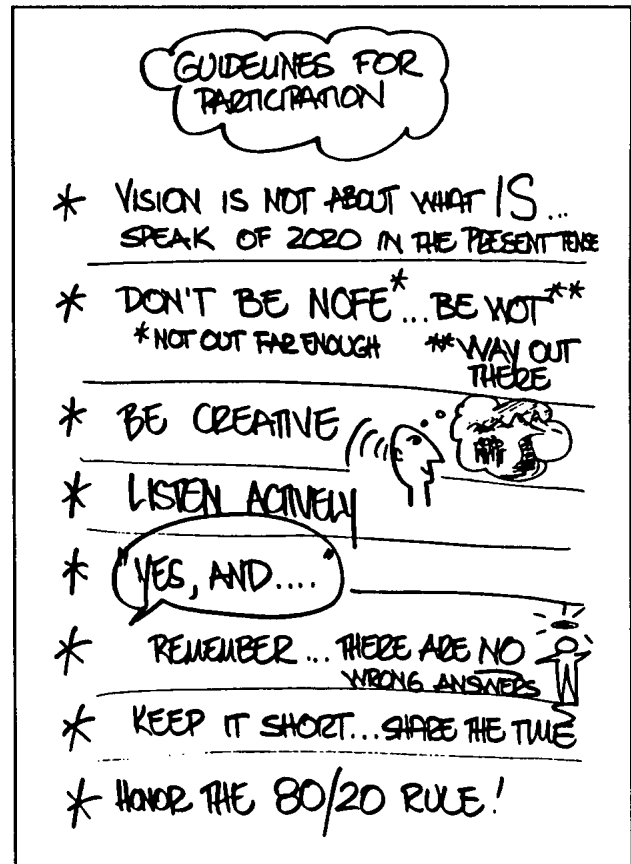 GUIDELINES FOR
PARTICIPATION
* VISION IS NOT ABOUT WHAT IS...
SPEAK OF 2020 IN THE PRESENT TENSE
* DON'T BE NOFE*...BE WOT**
*NOT OUT FAR ENOUGH **WAY OUT
THERE
* BE CREATIVE
* LISTEN ACTIVELY
* "YES, AND...."
* REMEMBER... THERE ARE NO
WRONG ANSWERS
* KEEP IT SHORT...SHARE THE TIME
* HONOR THE 80/20 RULE!